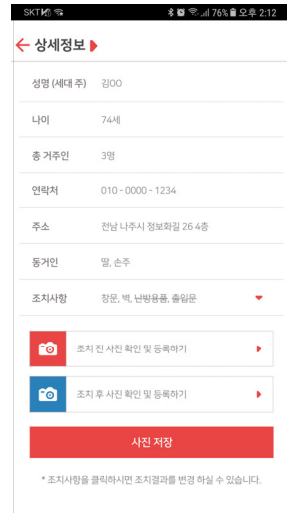 SKT 76% 오후 2:12
상세정보
성명 (세대 주) 김OO
나이 74세
총 거주인 3명
연락처 010 - 0000 - 1234
주소 전남 나주시 정보화길 26 4층
동거인 딸, 손주
조치사항 창문, 벽, 난방용품, 출입문
조치 진 사진 확인 및 등록하기
조치 후 사진 확인 및 등록하기
사진 저장
* 조치사항을 클릭하시면 조치결과를 변경 하실 수 있습니다.